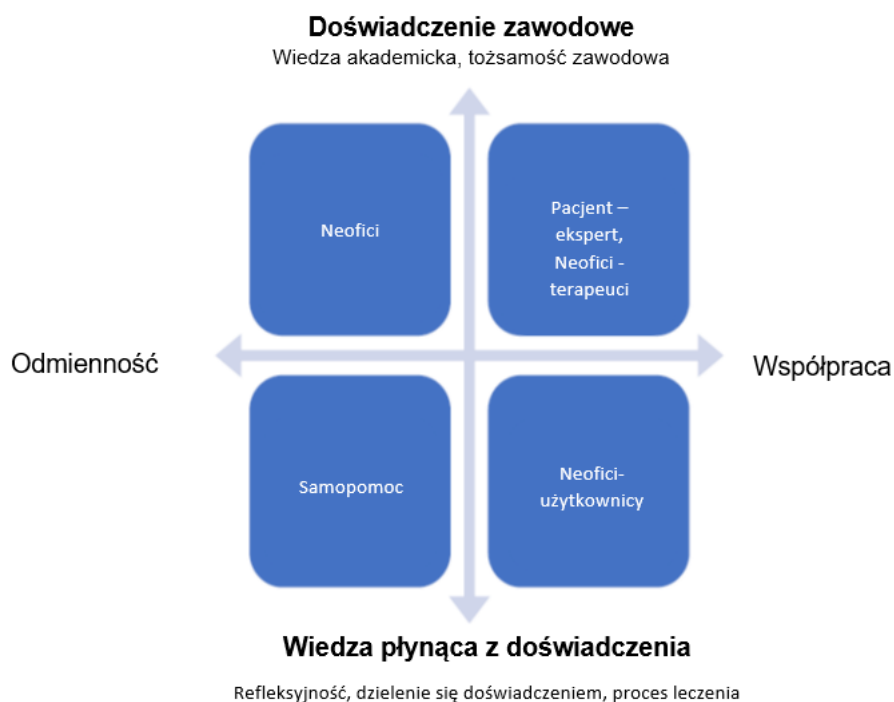 Doświadczenie zawodowe
Wiedza akademicka, tożsamość zawodowa
Neofici
Pacjent –
ekspert,
Neofici -
terapeuci
Odmienność
Współpraca
Samopomoc
Neofici-
użytkownicy
Wiedza płynąca z doświadczenia
Refleksyjność, dzielenie się doświadczeniem, proces leczenia